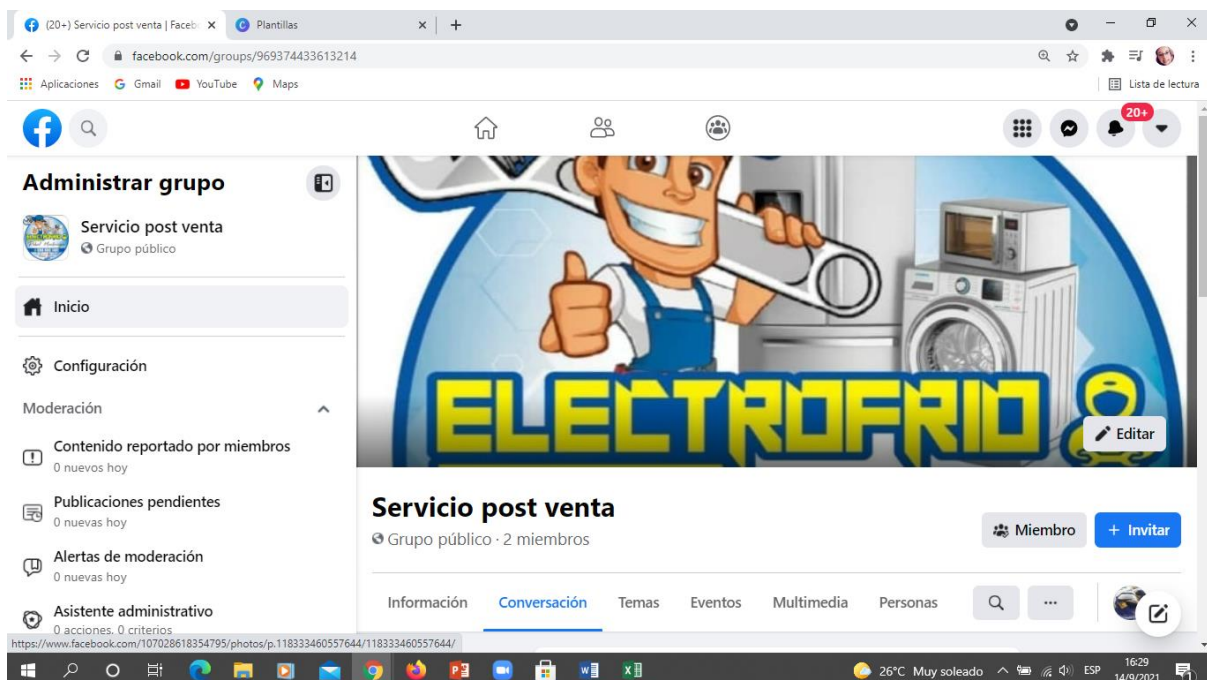 (20+) Servicio post venta | Faceb
Plantillas
facebook.com/groups/969374433613214
Aplicaciones
Gmail
YouTube
Maps
Lista de lectura
20+
Administrar grupo
Servicio post venta
Grupo público
Inicio
Configuración
Moderación
Contenido reportado por miembros
0 nuevos hoy
Publicaciones pendientes
0 nuevas hoy
Alertas de moderación
0 nuevas hoy
Asistente administrativo
0 acciones, 0 criterios
https://www.facebook.com/107028618354795/photos/p.118333460557644/118333460557644/
ELECTROFRIO
Editar
Servicio post venta
Grupo público · 2 miembros
Miembro
+ Invitar
Información
Conversación
Temas
Eventos
Multimedia
Personas
26°C Muy soleado
ESP
16:29
14/9/2021